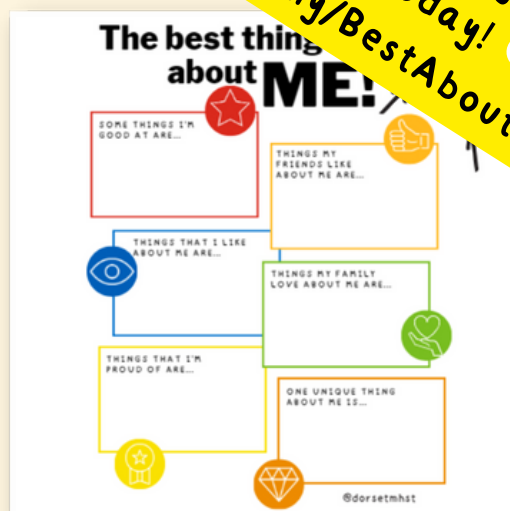 day!
y/BestAbout
The best thing
about ME!
SOME THINGS I'M
GOOD AT ARE...
THINGS MY
FRIENDS LIKE
ABOUT ME ARE...
THINGS THAT I LIKE
ABOUT ME ARE...
THINGS MY FAMILY
LOVE ABOUT ME ARE...
THINGS THAT I'M
PROUD OF ARE...
ONE UNIQUE THING
ABOUT ME IS...
@dorsetmhst